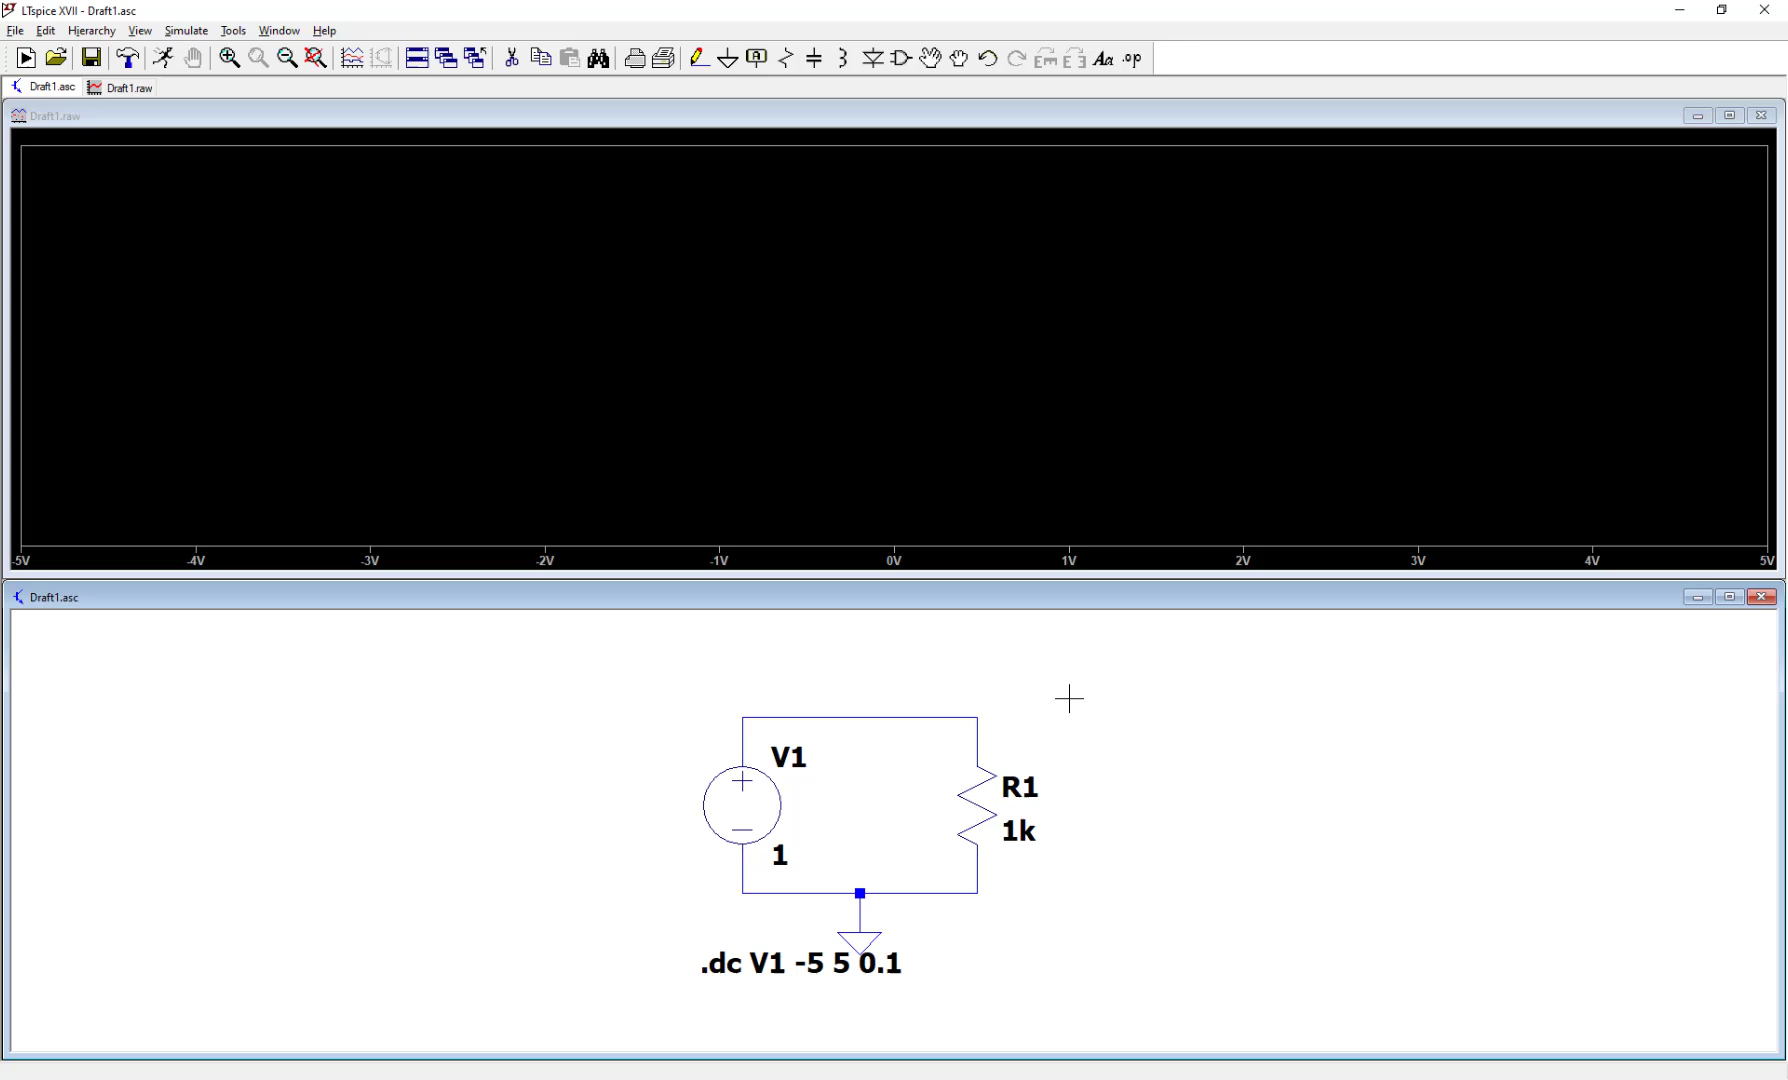 LTspice XVII - Draft1.asc
File Edit Hierarchy View Simulate Tools Window Help
Aa .op
Draft1.asc Draft1.raw
Draft1.raw
-5V -4V -3V -2V -1V 0V 1V 2V 3V 4V 5V
Draft1.asc
V1
R1
1k
1
.dc V1 -5 5 0.1